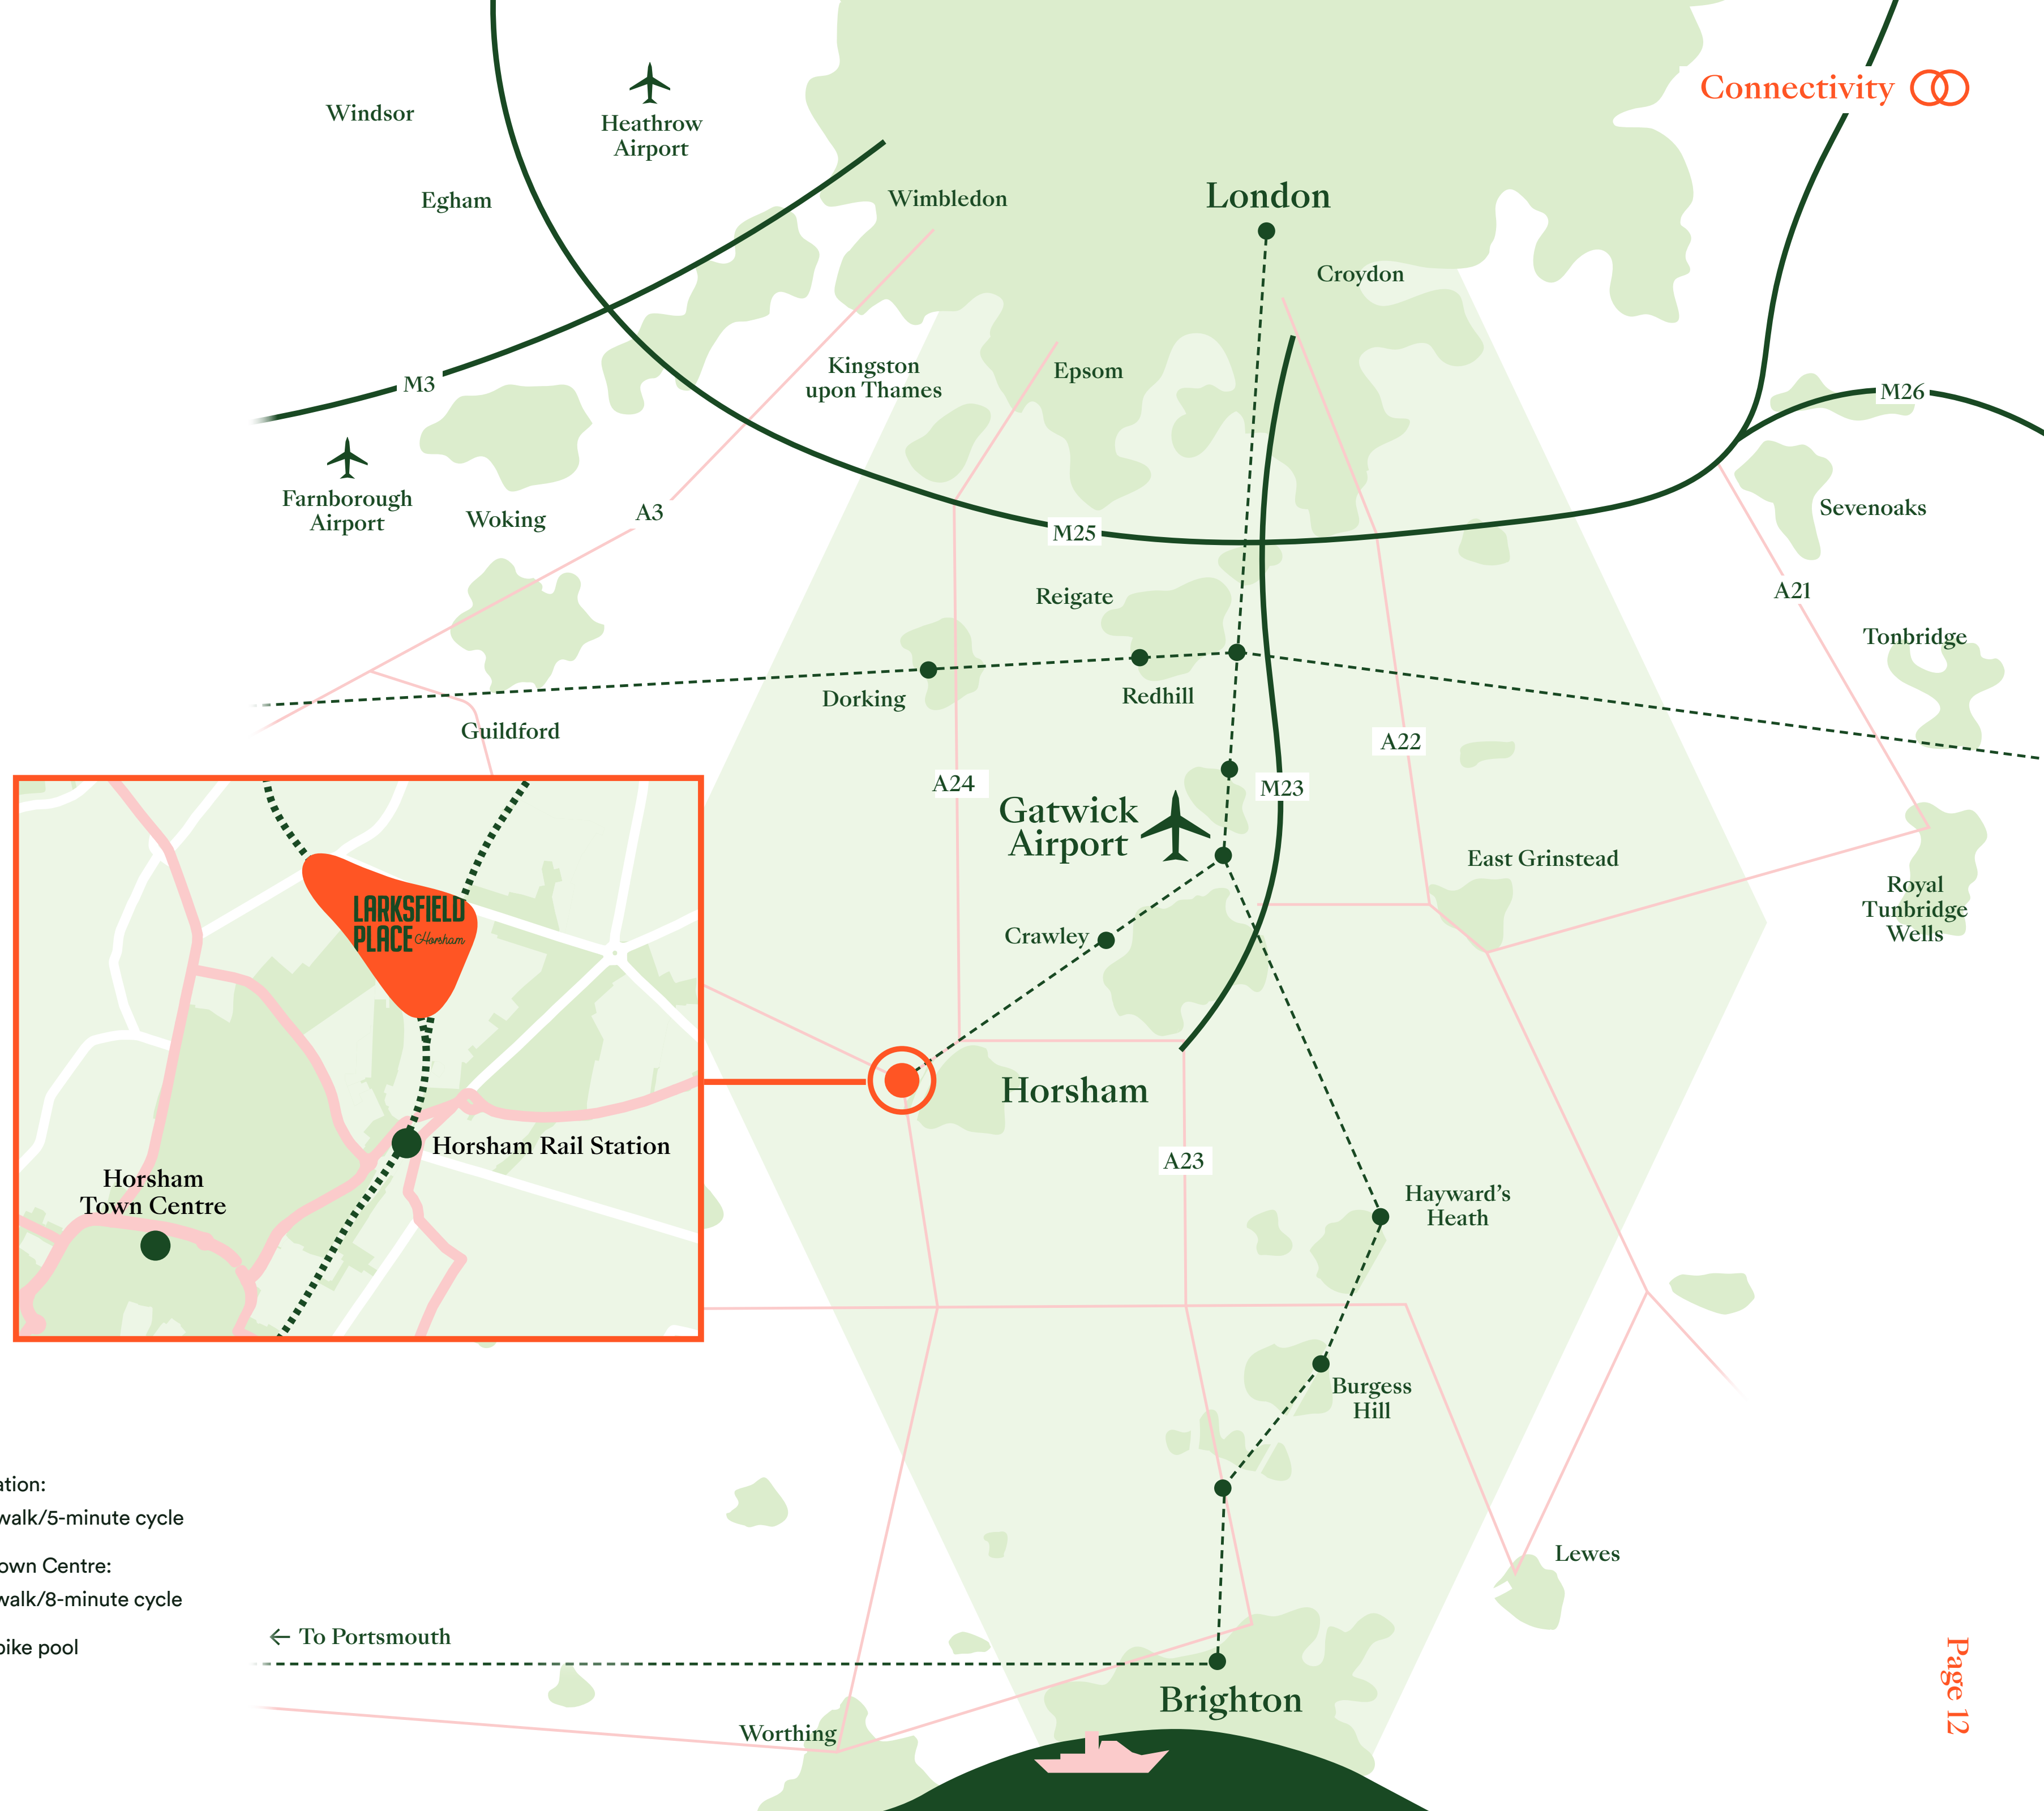 Connectivity
Windsor
Heathrow
Airport
Egham
Wimbledon
London
Croydon
Kingston
upon Thames
Epsom
M3
M26
Farnborough
Airport
Woking
A3
M25
Sevenoaks
Reigate
A21
Tonbridge
Dorking
Redhill
Guildford
A22
A24
M23
Gatwick
Airport
East Grinstead
Royal
Tunbridge
Wells
Crawley
LARKSFIELD
PLACE Horsham
Horsham
Horsham Rail Station
Horsham
Town Centre
A23
Hayward’s
Heath
Burgess
Hill
ation:
walk/5-minute cycle
own Centre:
walk/8-minute cycle
bike pool
Lewes
← To Portsmouth
Brighton
Worthing
Page 12